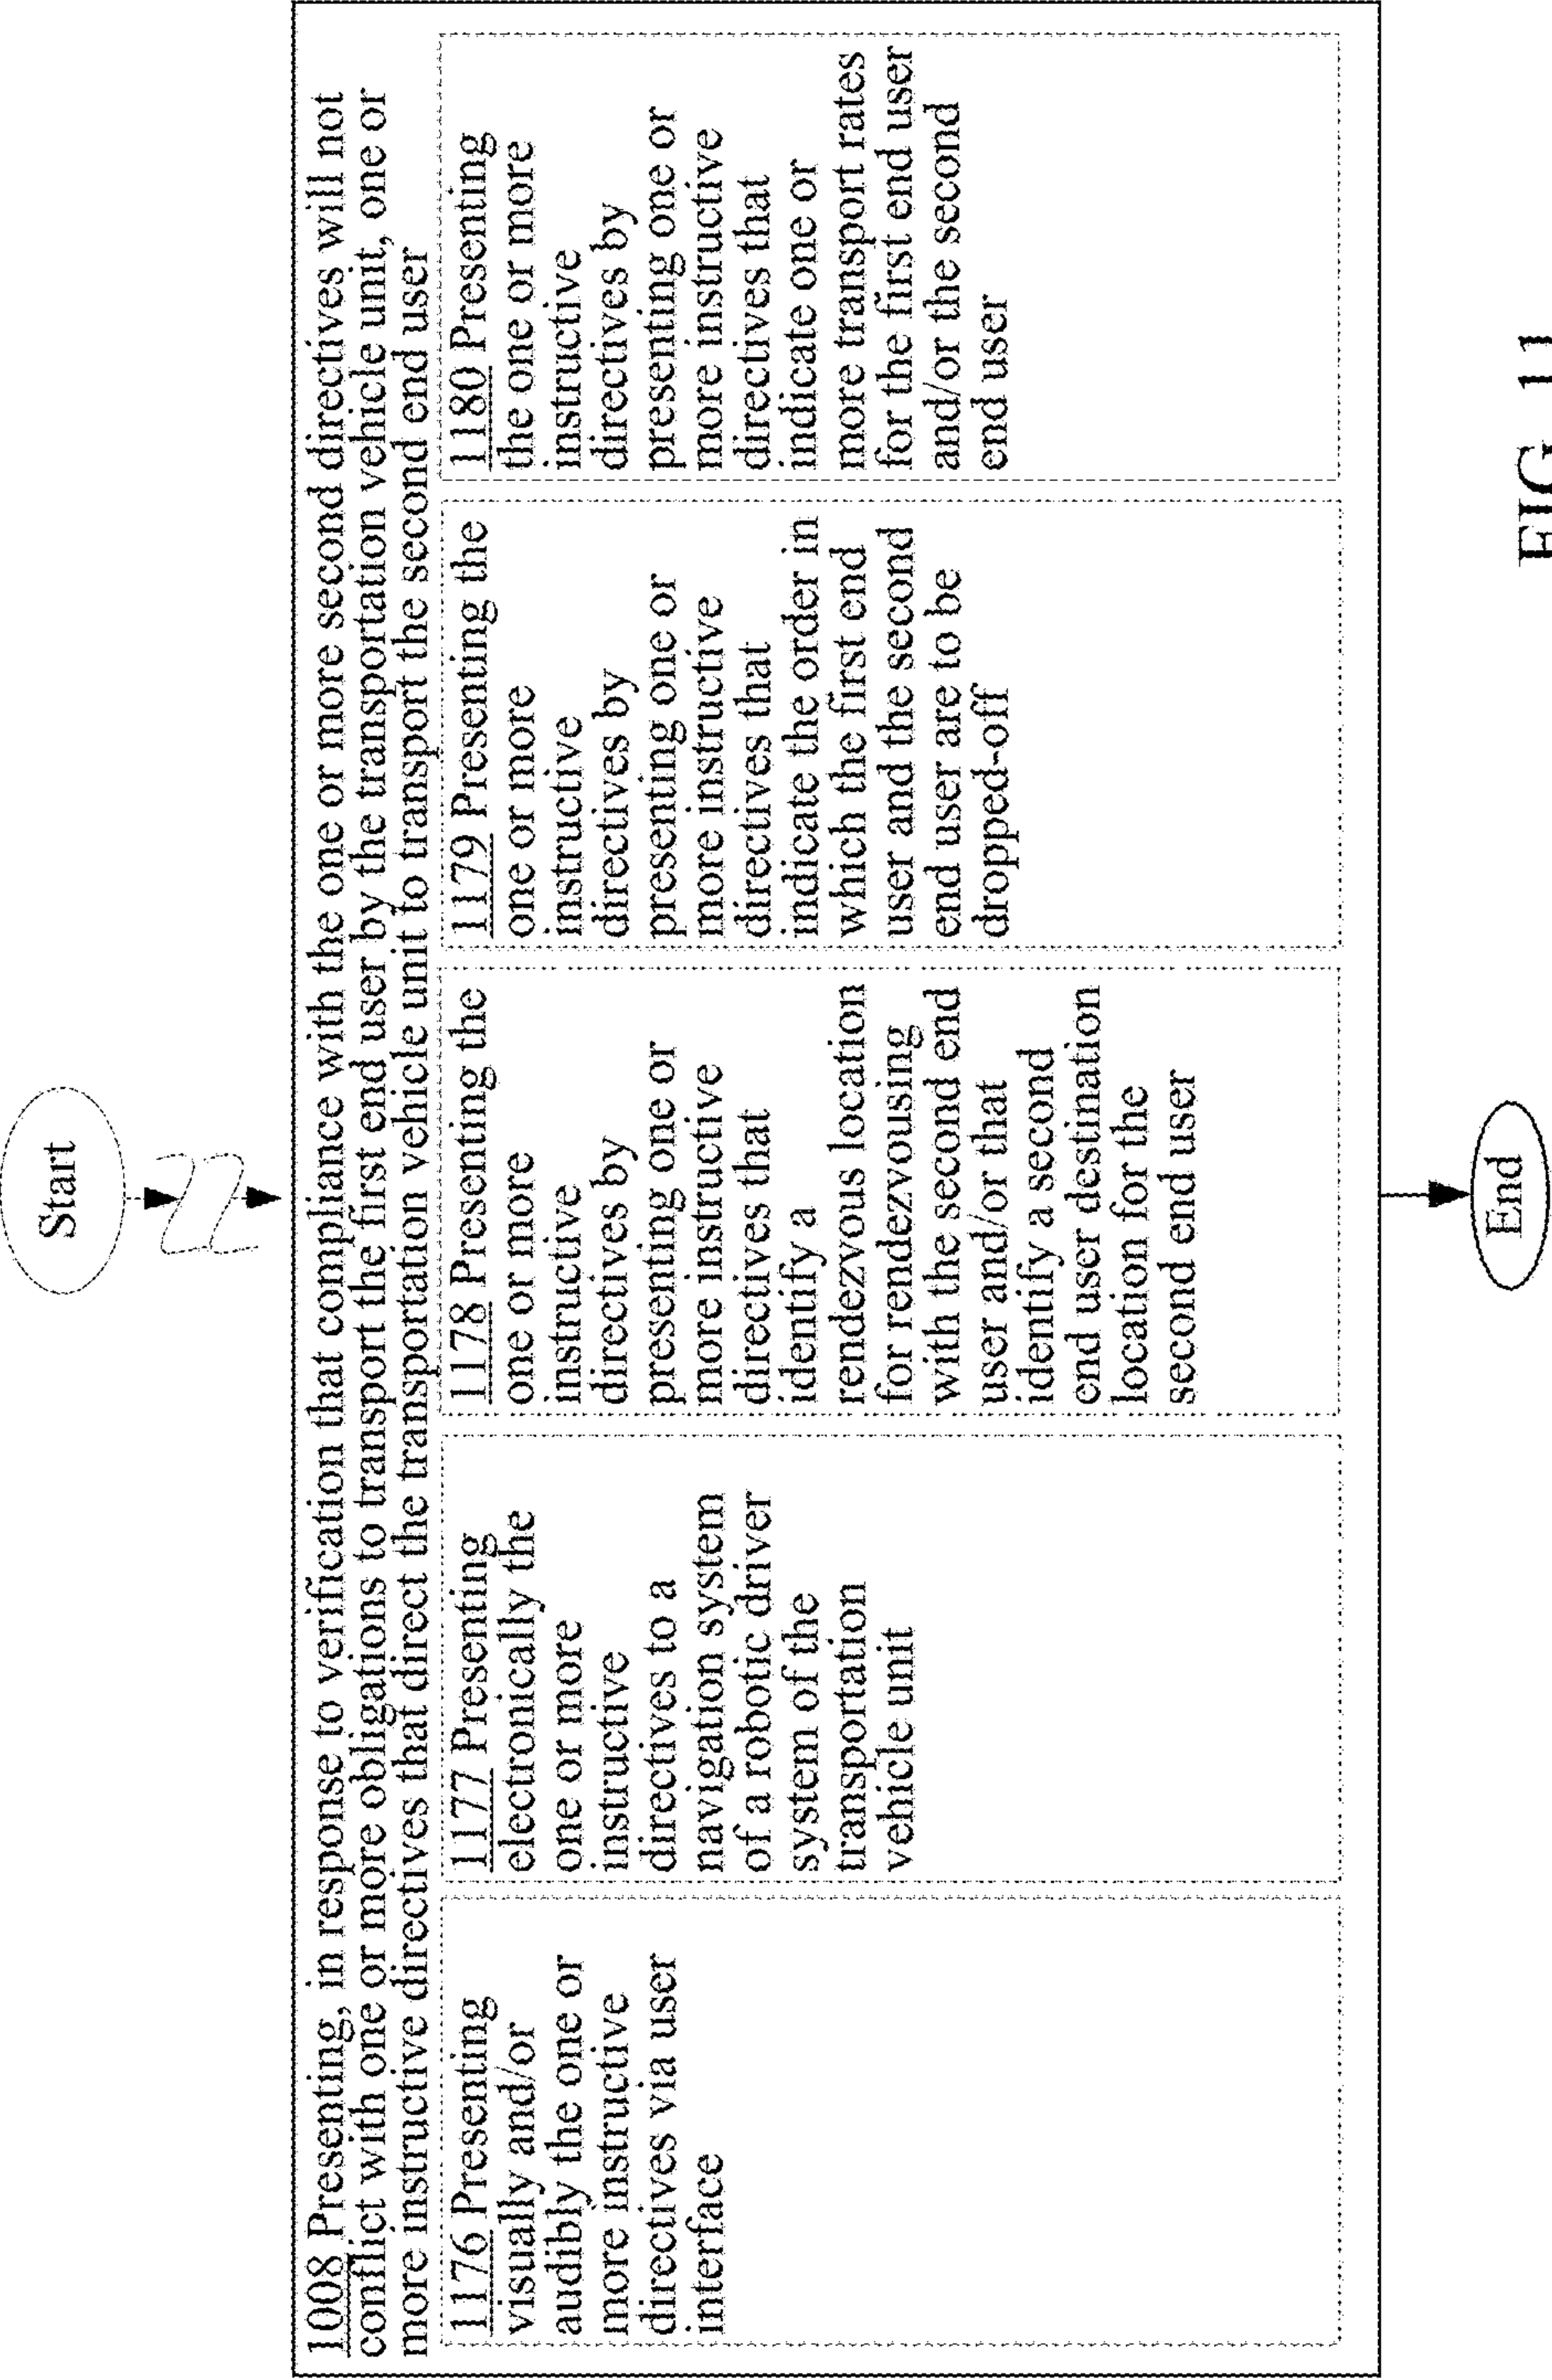 Start
1008 Presenting, in response to verification that compliance with the one or more second directives will not
conflict with one or more obligations to transport the first end user by the transportation vehicle unit, one or
more instructive directives that direct the transportation vehicle unit to transport the second end user
1176 Presenting
visually and/or
audibly the one or
more instructive
directives via user
interface
1177 Presenting
electronically the
one or more
instructive
directives to a
navigation system
of a robotic driver
system of the
transportation
vehicle unit
1178 Presenting the
one or more
instructive
directives by
presenting one or
more instructive
directives that
identify a
rendezvous location
for rendezvousing
with the second end
user and/or that
identify a second
end user destination
location for the
second end user
1179 Presenting the
one or more
instructive
directives by
presenting one or
more instructive
directives that
indicate the order in
which the first end
user and the second
end user are to be
dropped-off
1180 Presenting
the one or more
instructive
directives by
presenting one or
more instructive
directives that
indicate one or
more transport rates
for the first end user
and/or the second
end user
End
FIG. 11